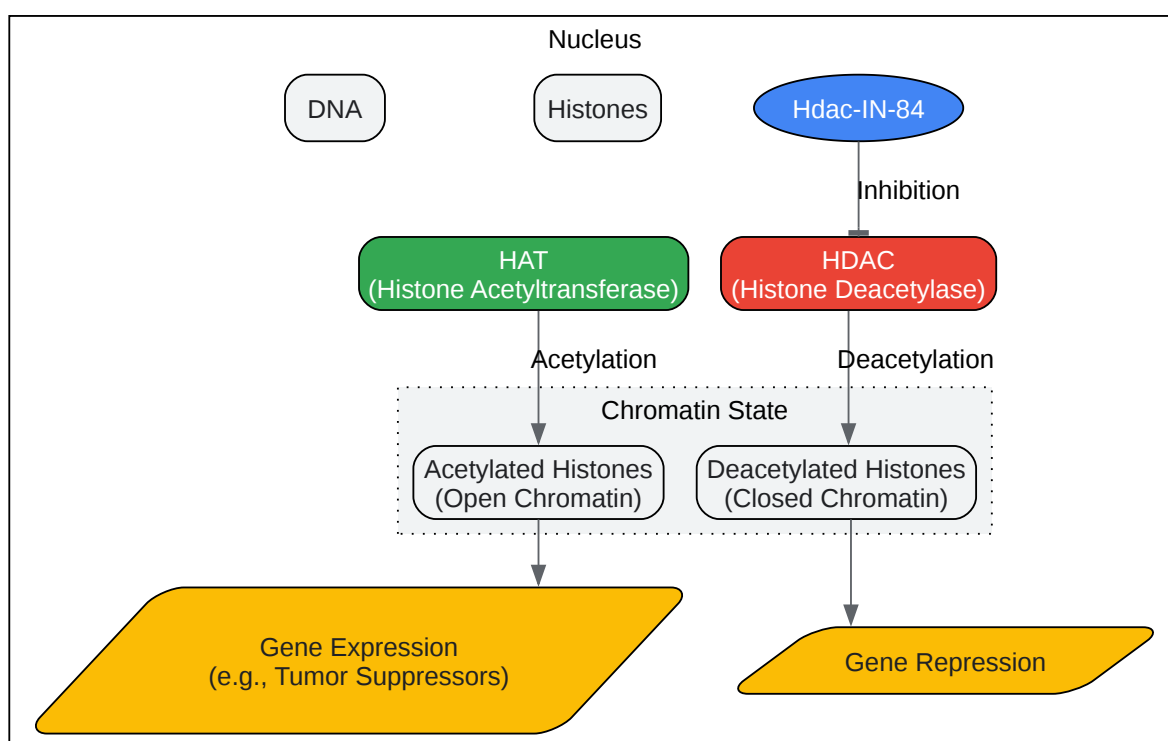 Nucleus
DNA
Histones
Hdac-IN-84
Inhibition
HAT
(Histone Acetyltransferase)
HDAC
(Histone Deacetylase)
Acetylation
Deacetylation
Chromatin State
Acetylated Histones
(Open Chromatin)
Deacetylated Histones
(Closed Chromatin)
Gene Expression
(e.g., Tumor Suppressors)
Gene Repression